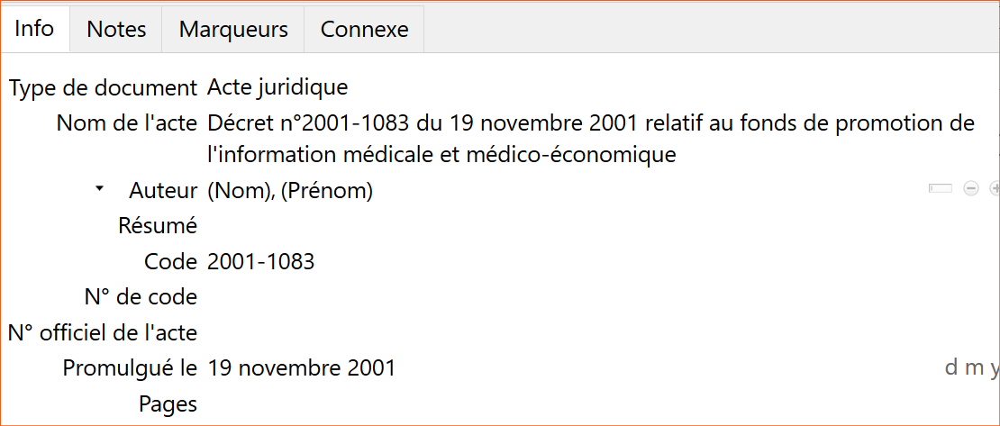 Info Notes Marqueurs Connexe
Type de document Acte juridique
Nom de l'acte Décret n°2001-1083 du 19 novembre 2001 relatif au fonds de promotion de
l'information médicale et médico-économique
Auteur (Nom), (Prénom)
Résumé
Code 2001-1083
N° de code
N° officiel de l'acte
Promulgué le 19 novembre 2001 d m y
Pages